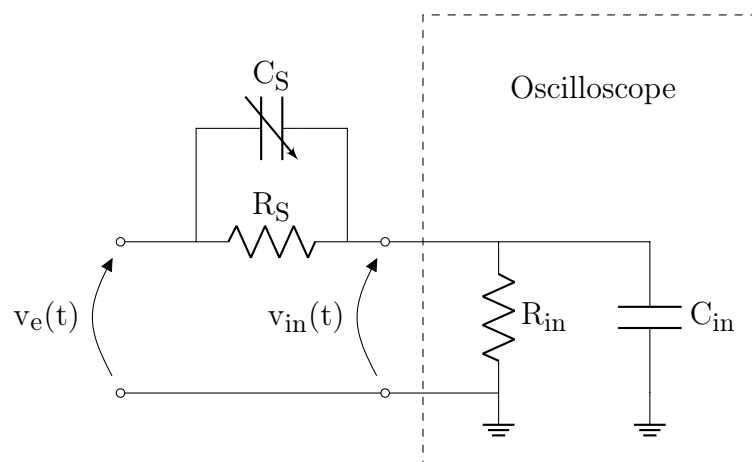 Oscilloscope
C_S
R_S
v_e(t)
v_in(t)
R_in
C_in